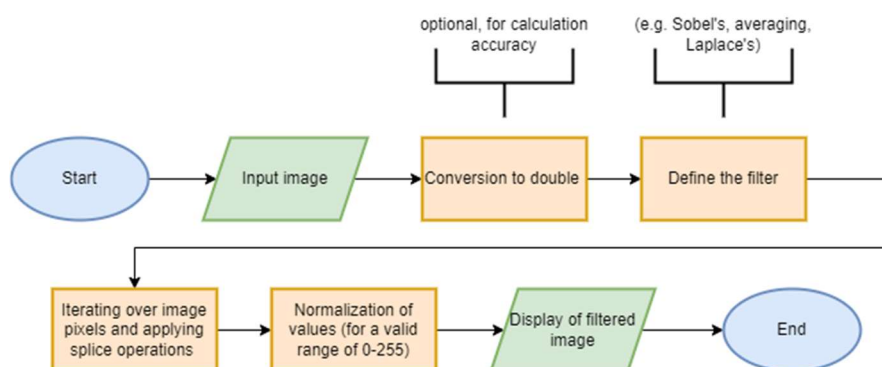 optional, for calculation
accuracy
(e.g. Sobel's, averaging,
Laplace's)
Start
Input image
Conversion to double
Define the filter
Iterating over image
pixels and applying
splice operations
Normalization of
values (for a valid
range of 0-255)
Display of filtered
image
End